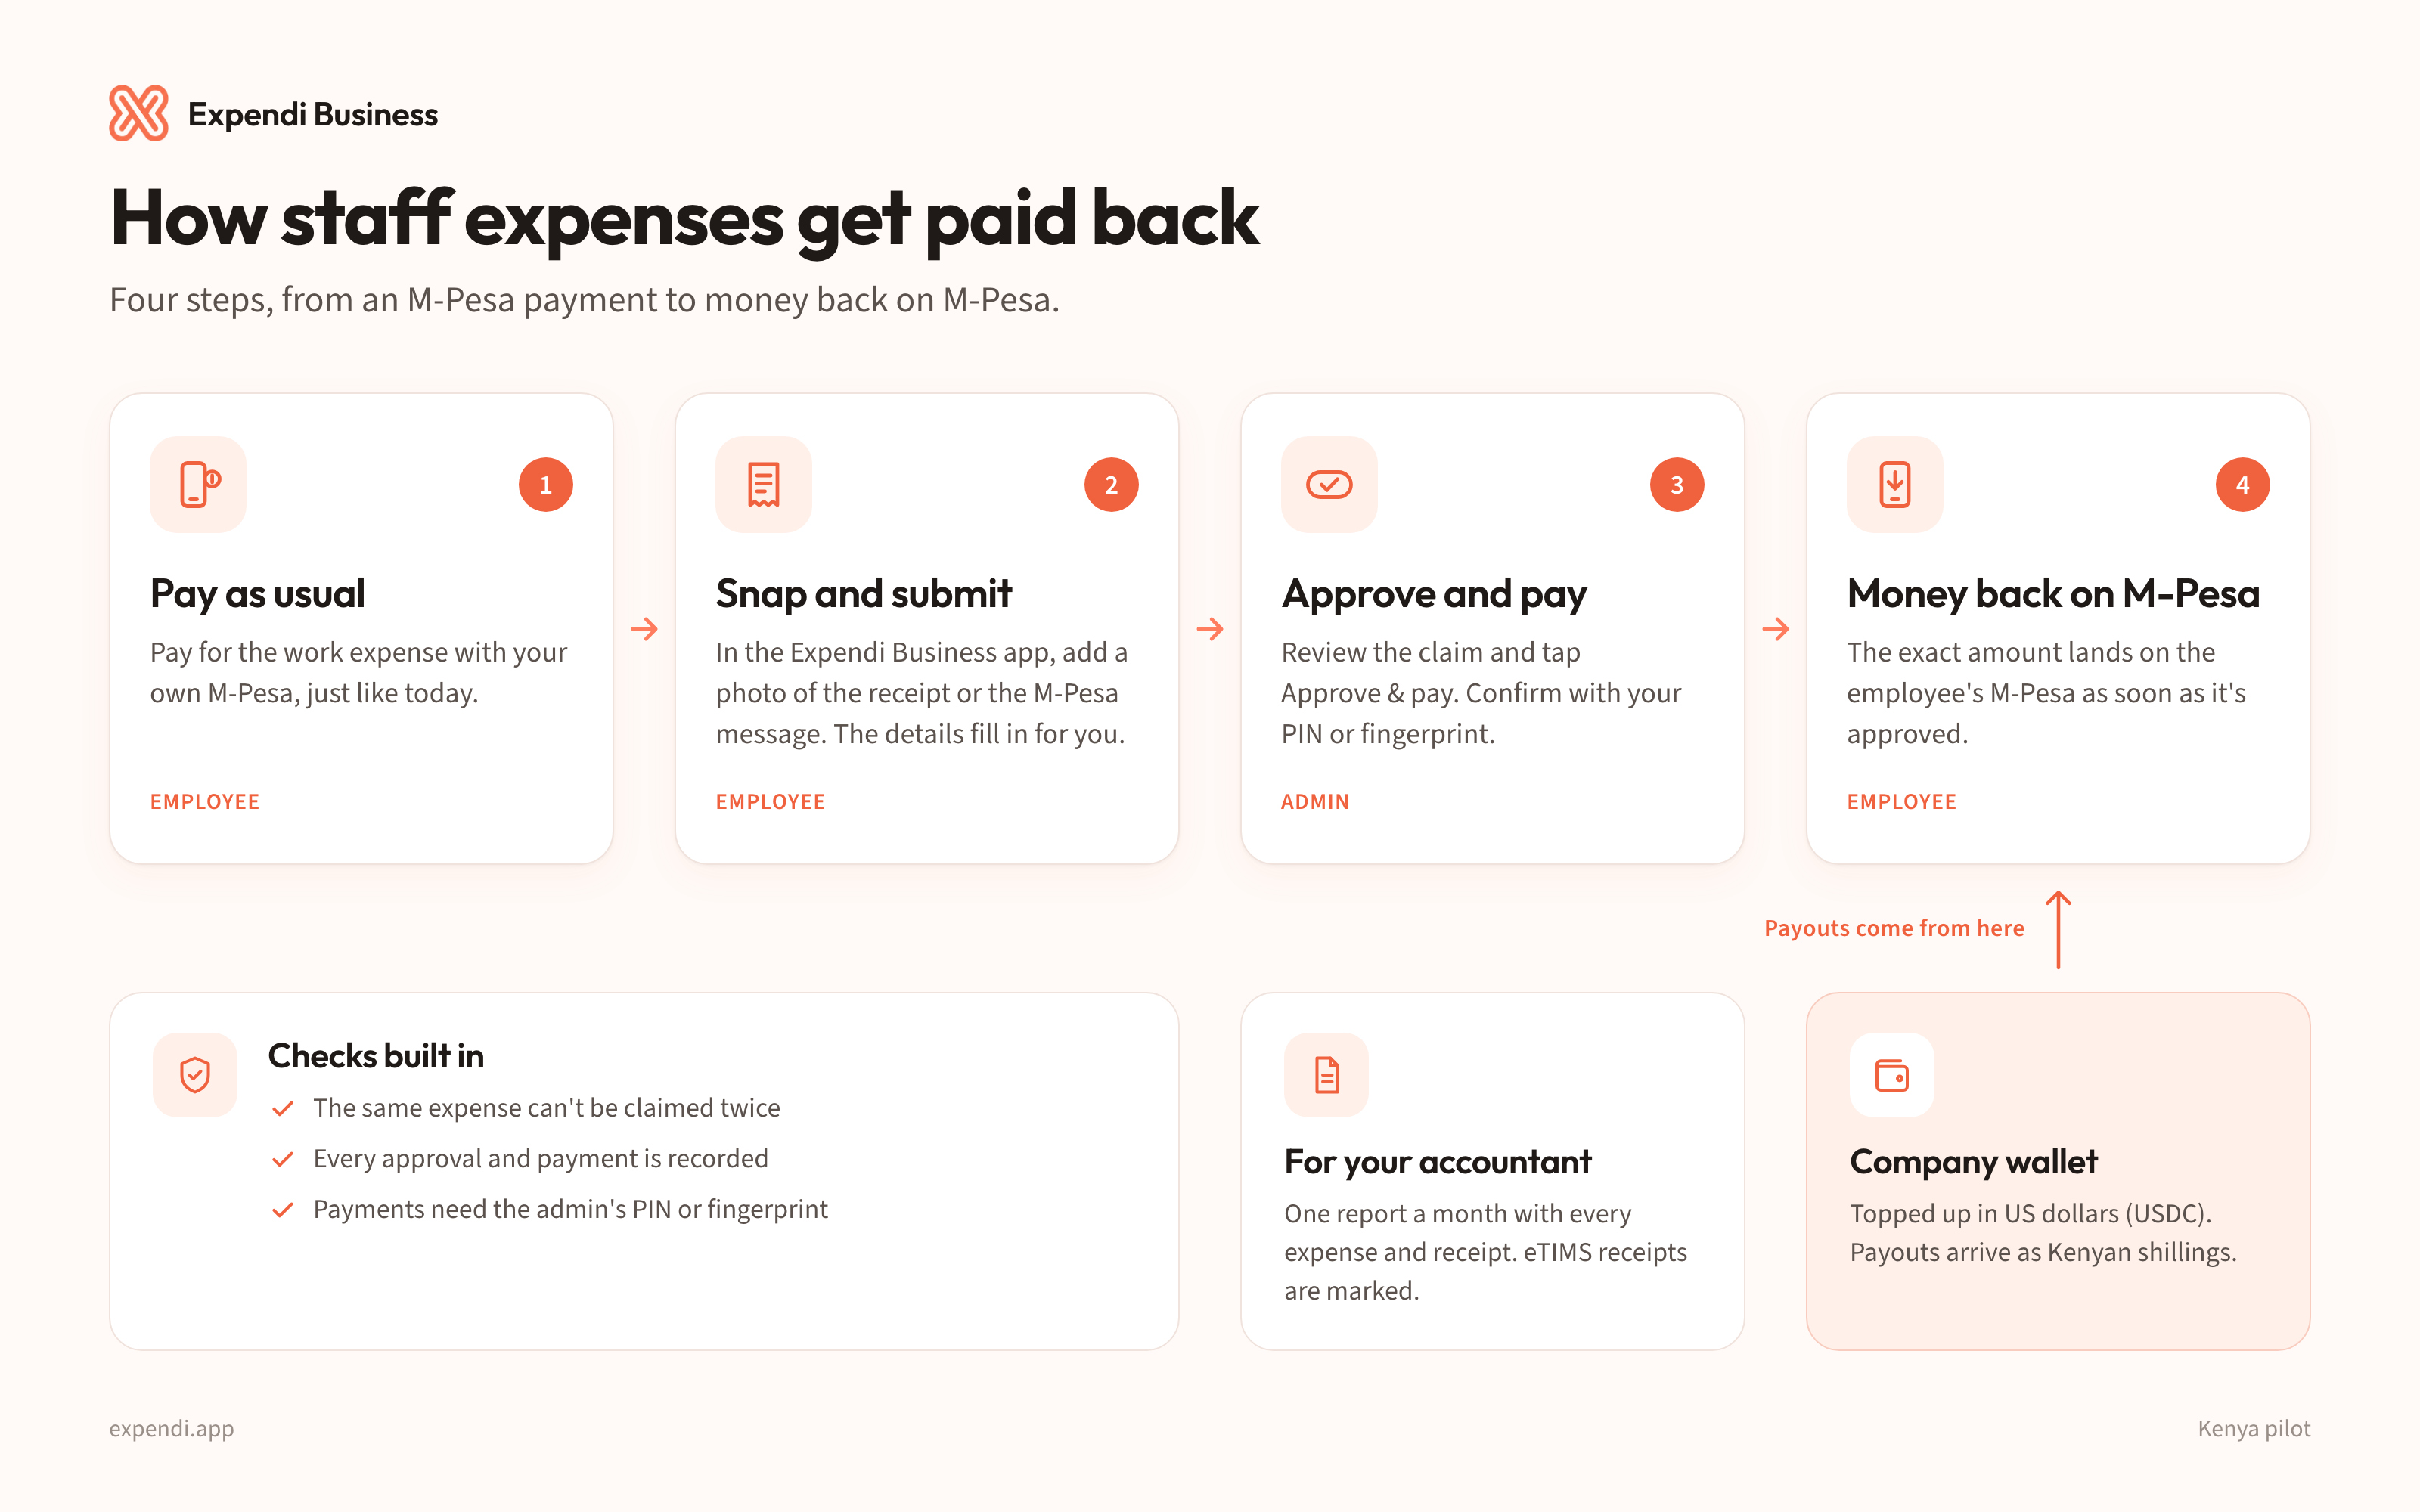 Expendi Business
How staff expenses get paid back
Four steps, from an M-Pesa payment to money back on M-Pesa.
1
Pay as usual
Pay for the work expense with your
own M-Pesa, just like today.
EMPLOYEE
2
Snap and submit
In the Expendi Business app, add a
photo of the receipt or the M-Pesa
message. The details fill in for you.
EMPLOYEE
3
Approve and pay
Review the claim and tap
Approve & pay. Confirm with your
PIN or fingerprint.
ADMIN
4
Money back on M-Pesa
The exact amount lands on the
employee's M-Pesa as soon as it's
approved.
EMPLOYEE
Payouts come from here
Checks built in
The same expense can't be claimed twice
Every approval and payment is recorded
Payments need the admin's PIN or fingerprint
For your accountant
One report a month with every
expense and receipt. eTIMS receipts
are marked.
Company wallet
Topped up in US dollars (USDC).
Payouts arrive as Kenyan shillings.
expendi.app
Kenya pilot